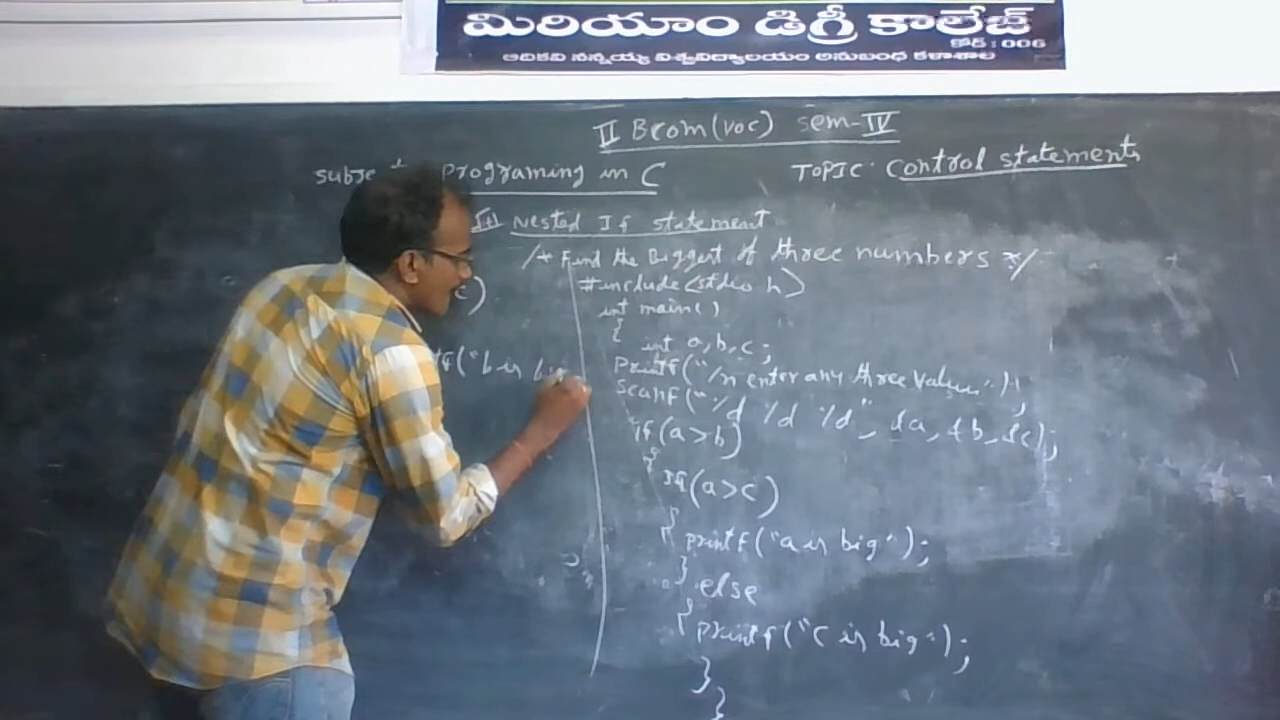 మిరియాం డిగ్రీ కాలేజ్
కోడ్ : 006
ఆదికవి నన్నయ్య విశ్వవిద్యాలయం అనుబంధ కళాశాల
II Bcom(voc) sem-IV
Programing in C
TOPIC: Control statements
Nested If statement
/* Find the Biggest of three numbers */
#include<stdio h>
int main()
{
int a,b,c;
printf("/n enter any three values");
scanf("%d %d %d", &a, &b, &c);
if(a>b)
{
if(a>c)
{
printf("a is big");
}
else
{
printf("c is big");
}
}
c)
("b is big